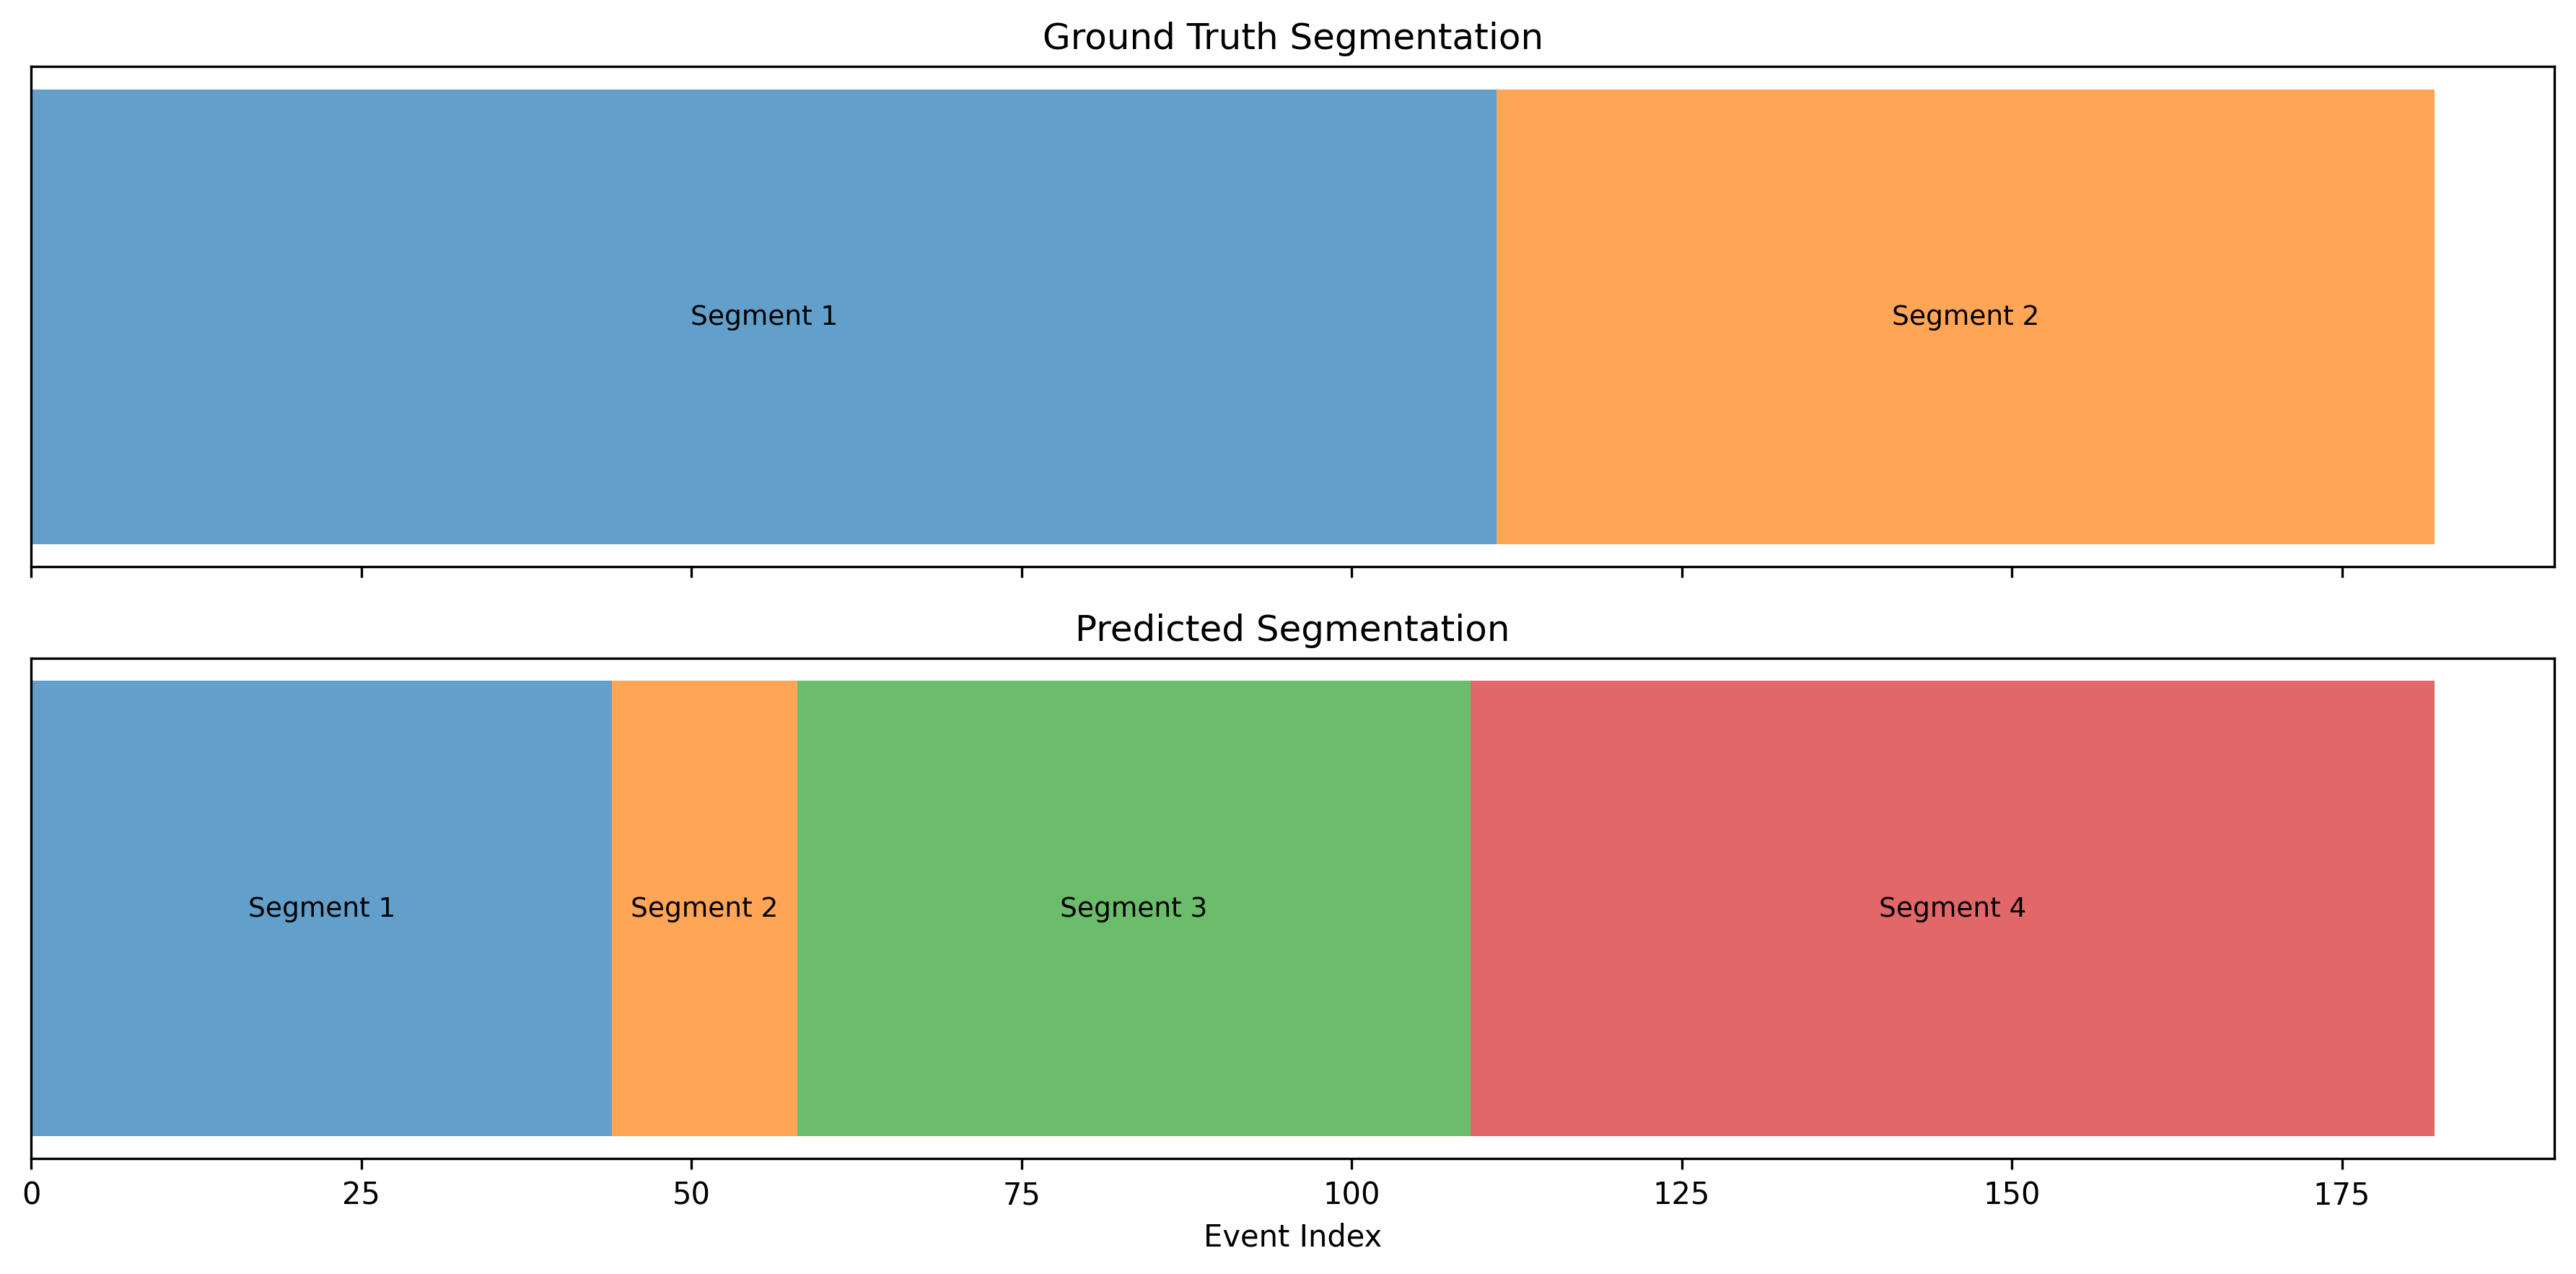 Ground Truth Segmentation
Segment 1 Segment 2
Predicted Segmentation
Segment 1 Segment 2 Segment 3 Segment 4
0 25 50 75 100 125 150 175
Event Index